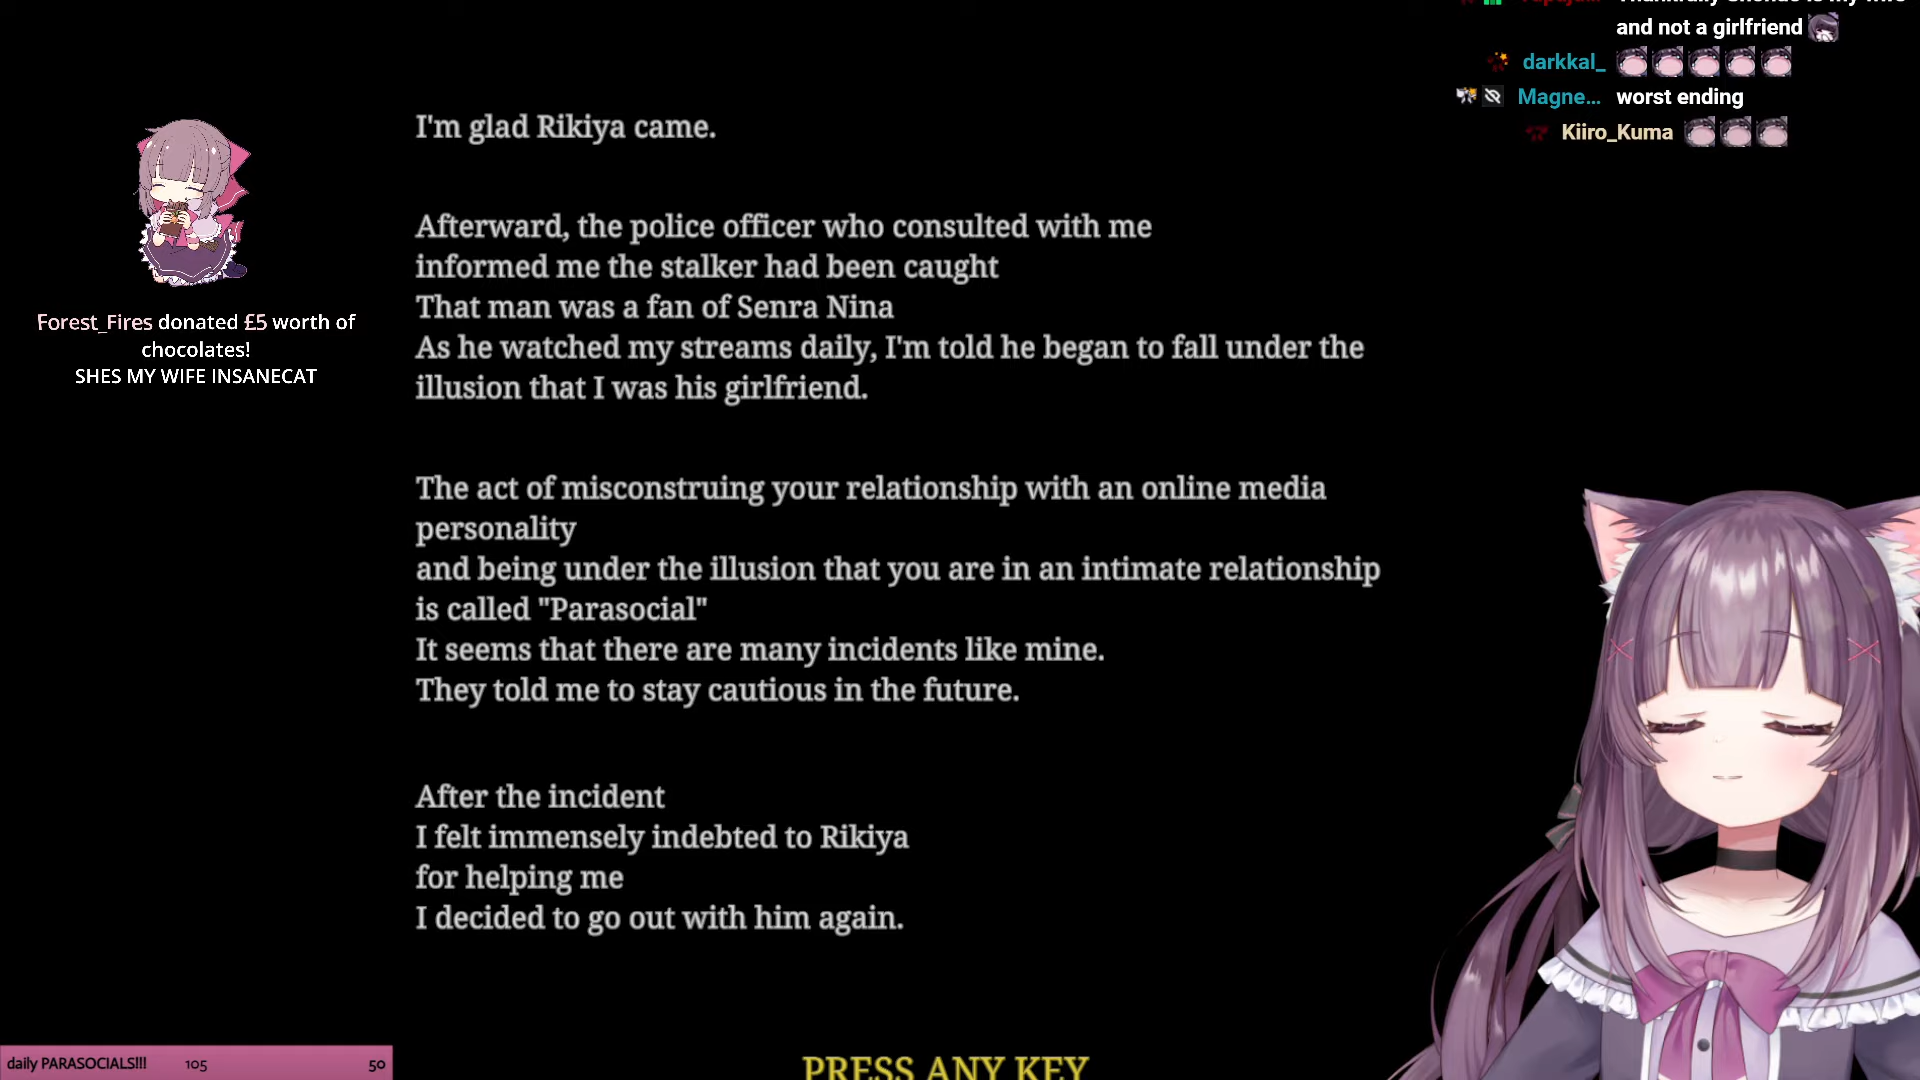 and not a girlfriend
darkkal_
Magne... worst ending
Kiiro_Kuma
Forest_Fires donated £5 worth of
chocolates!
SHES MY WIFE INSANECAT
I'm glad Rikiya came.
Afterward, the police officer who consulted with me
informed me the stalker had been caught
That man was a fan of Senra Nina
As he watched my streams daily, I'm told he began to fall under the
illusion that I was his girlfriend.
The act of misconstruing your relationship with an online media
personality
and being under the illusion that you are in an intimate relationship
is called "Parasocial"
It seems that there are many incidents like mine.
They told me to stay cautious in the future.
After the incident
I felt immensely indebted to Rikiya
for helping me
I decided to go out with him again.
daily PARASOCIALS!!! 105 50
PRESS ANY KEY